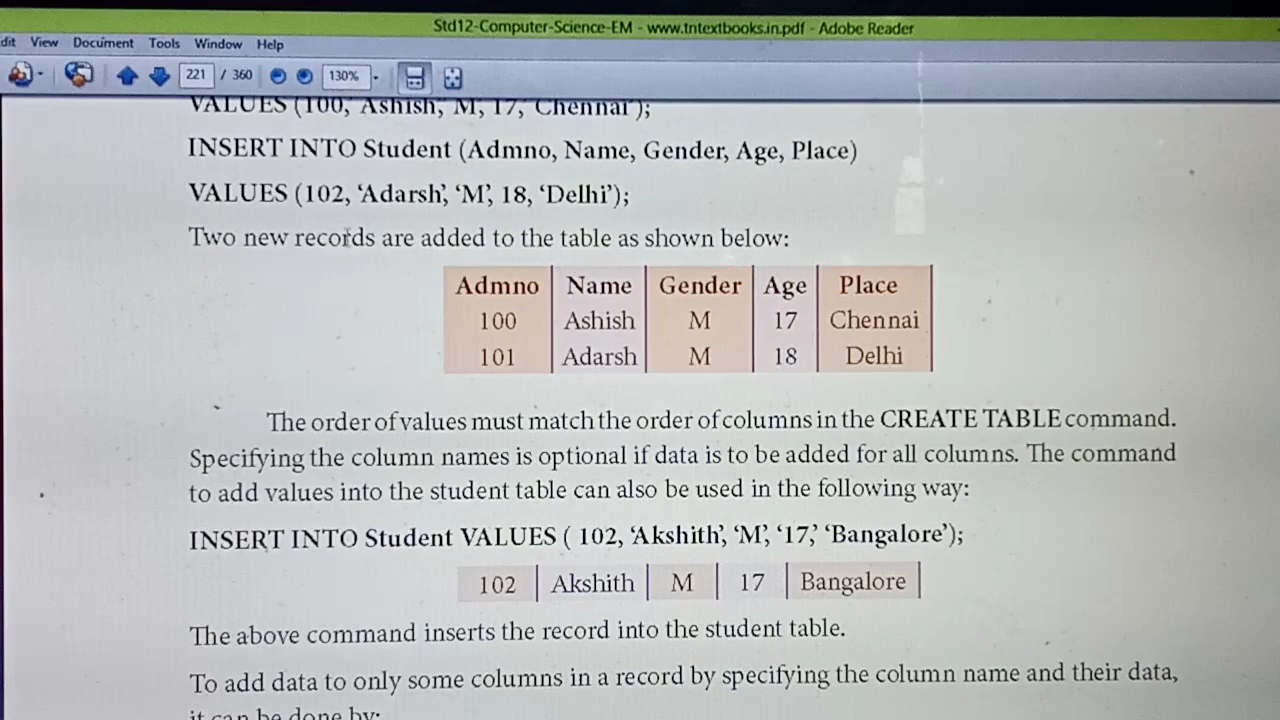 Std12-Computer-Science-EM - www.tntextbooks.in.pdf - Adobe Reader
dit View Document Tools Window Help
221 / 360 130%
VALUES (100, 'Ashish', 'M', 17, 'Chennai');
INSERT INTO Student (Admno, Name, Gender, Age, Place)
VALUES (102, ‘Adarsh’, ‘M’, 18, ‘Delhi’);
Two new records are added to the table as shown below:
Admno Name Gender Age Place
100 Ashish M 17 Chennai
101 Adarsh M 18 Delhi
The order of values must match the order of columns in the CREATE TABLE command.
Specifying the column names is optional if data is to be added for all columns. The command
to add values into the student table can also be used in the following way:
INSERT INTO Student VALUES ( 102, ‘Akshith’, ‘M’, ‘17,’ ‘Bangalore’);
102 Akshith M 17 Bangalore
The above command inserts the record into the student table.
To add data to only some columns in a record by specifying the column name and their data,
it can be done by: